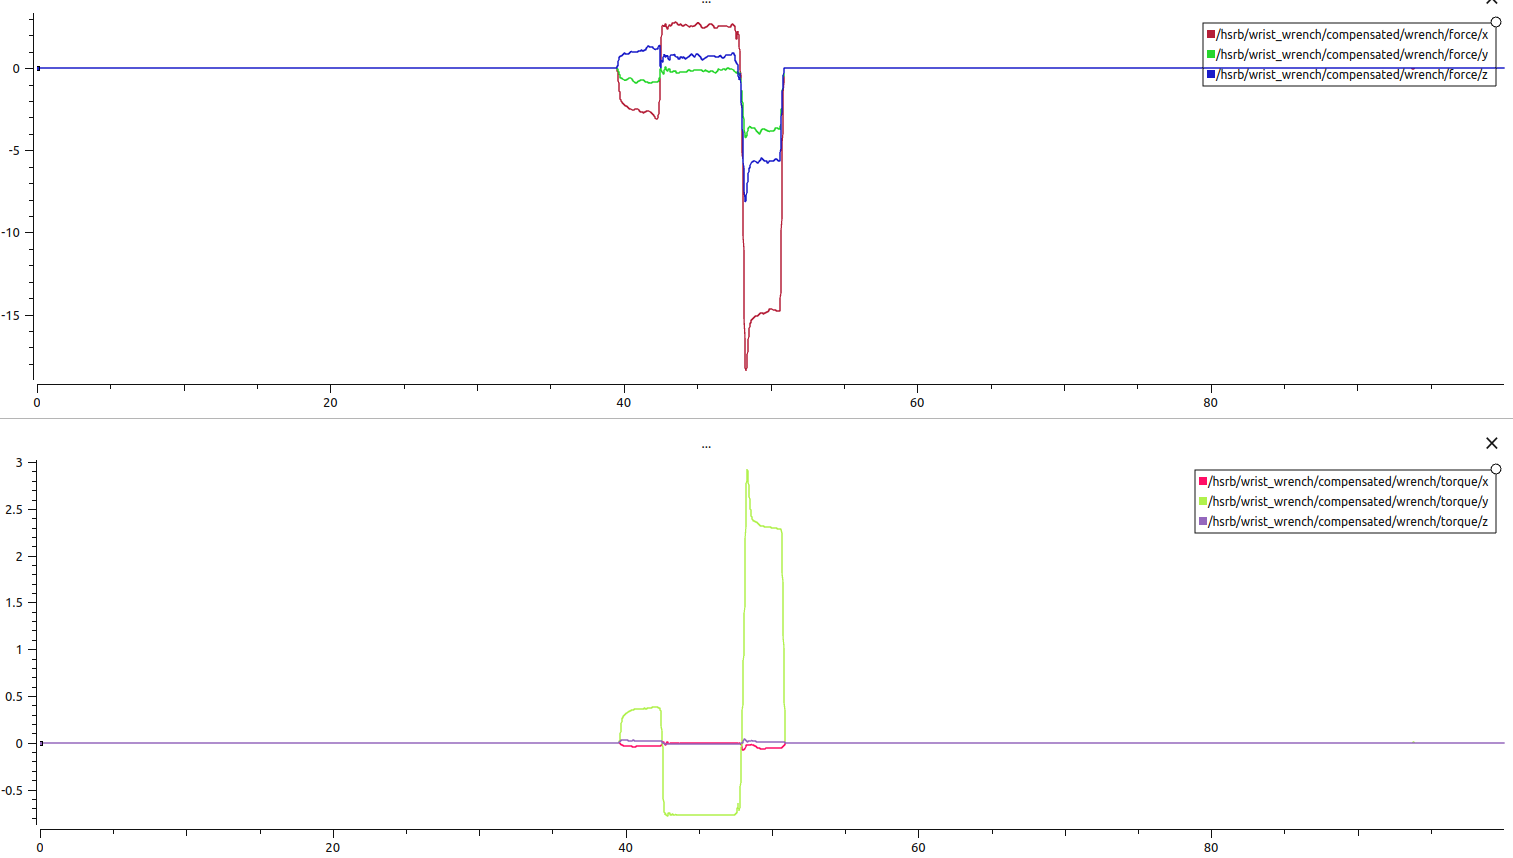 ...
/hsrb/wrist_wrench/compensated/wrench/force/x
/hsrb/wrist_wrench/compensated/wrench/force/y
/hsrb/wrist_wrench/compensated/wrench/force/z
0
-5
-10
-15
0 20 40 60 80
...
/hsrb/wrist_wrench/compensated/wrench/torque/x
/hsrb/wrist_wrench/compensated/wrench/torque/y
/hsrb/wrist_wrench/compensated/wrench/torque/z
3
2.5
2
1.5
1
0.5
0
-0.5
0 20 40 60 80